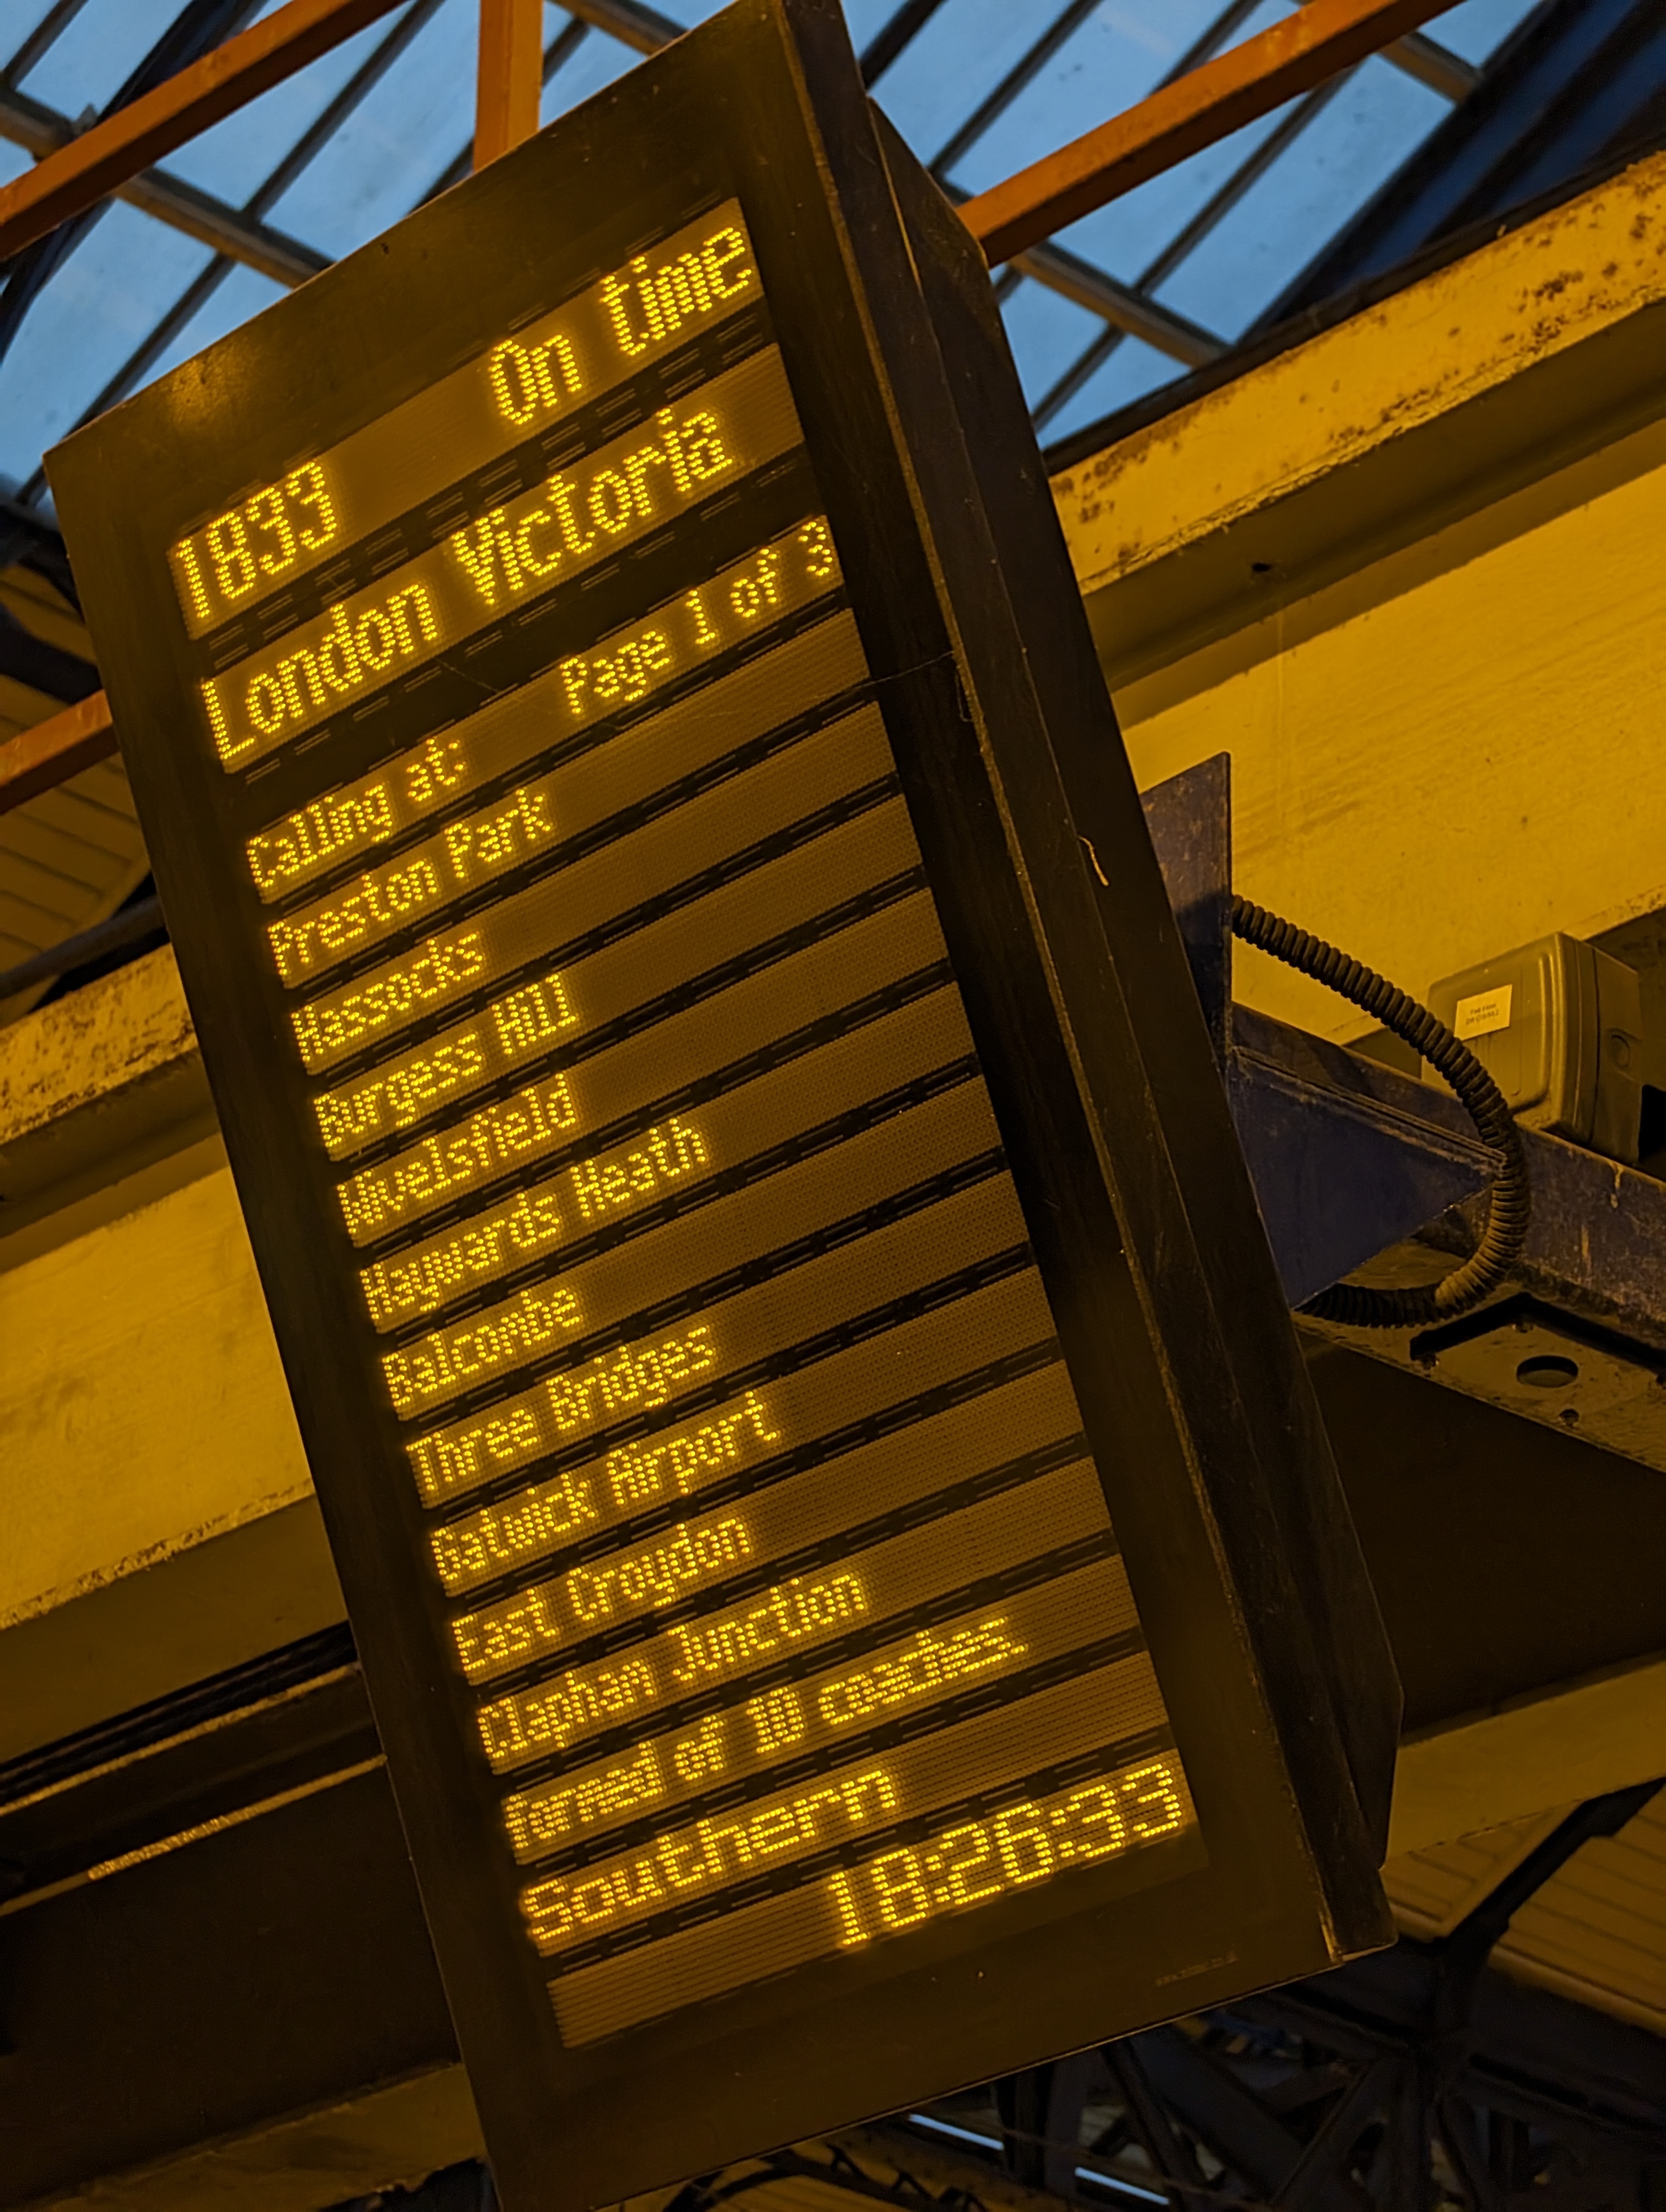 1833 On time
London Victoria
Calling at: Page 1 of 3
Preston Park
Hassocks
Burgess Hill
Wivelsfield
Haywards Heath
Balcombe
Three Bridges
Gatwick Airport
East Croydon
Clapham Junction
formed of 10 coaches.
Southern
18:26:33